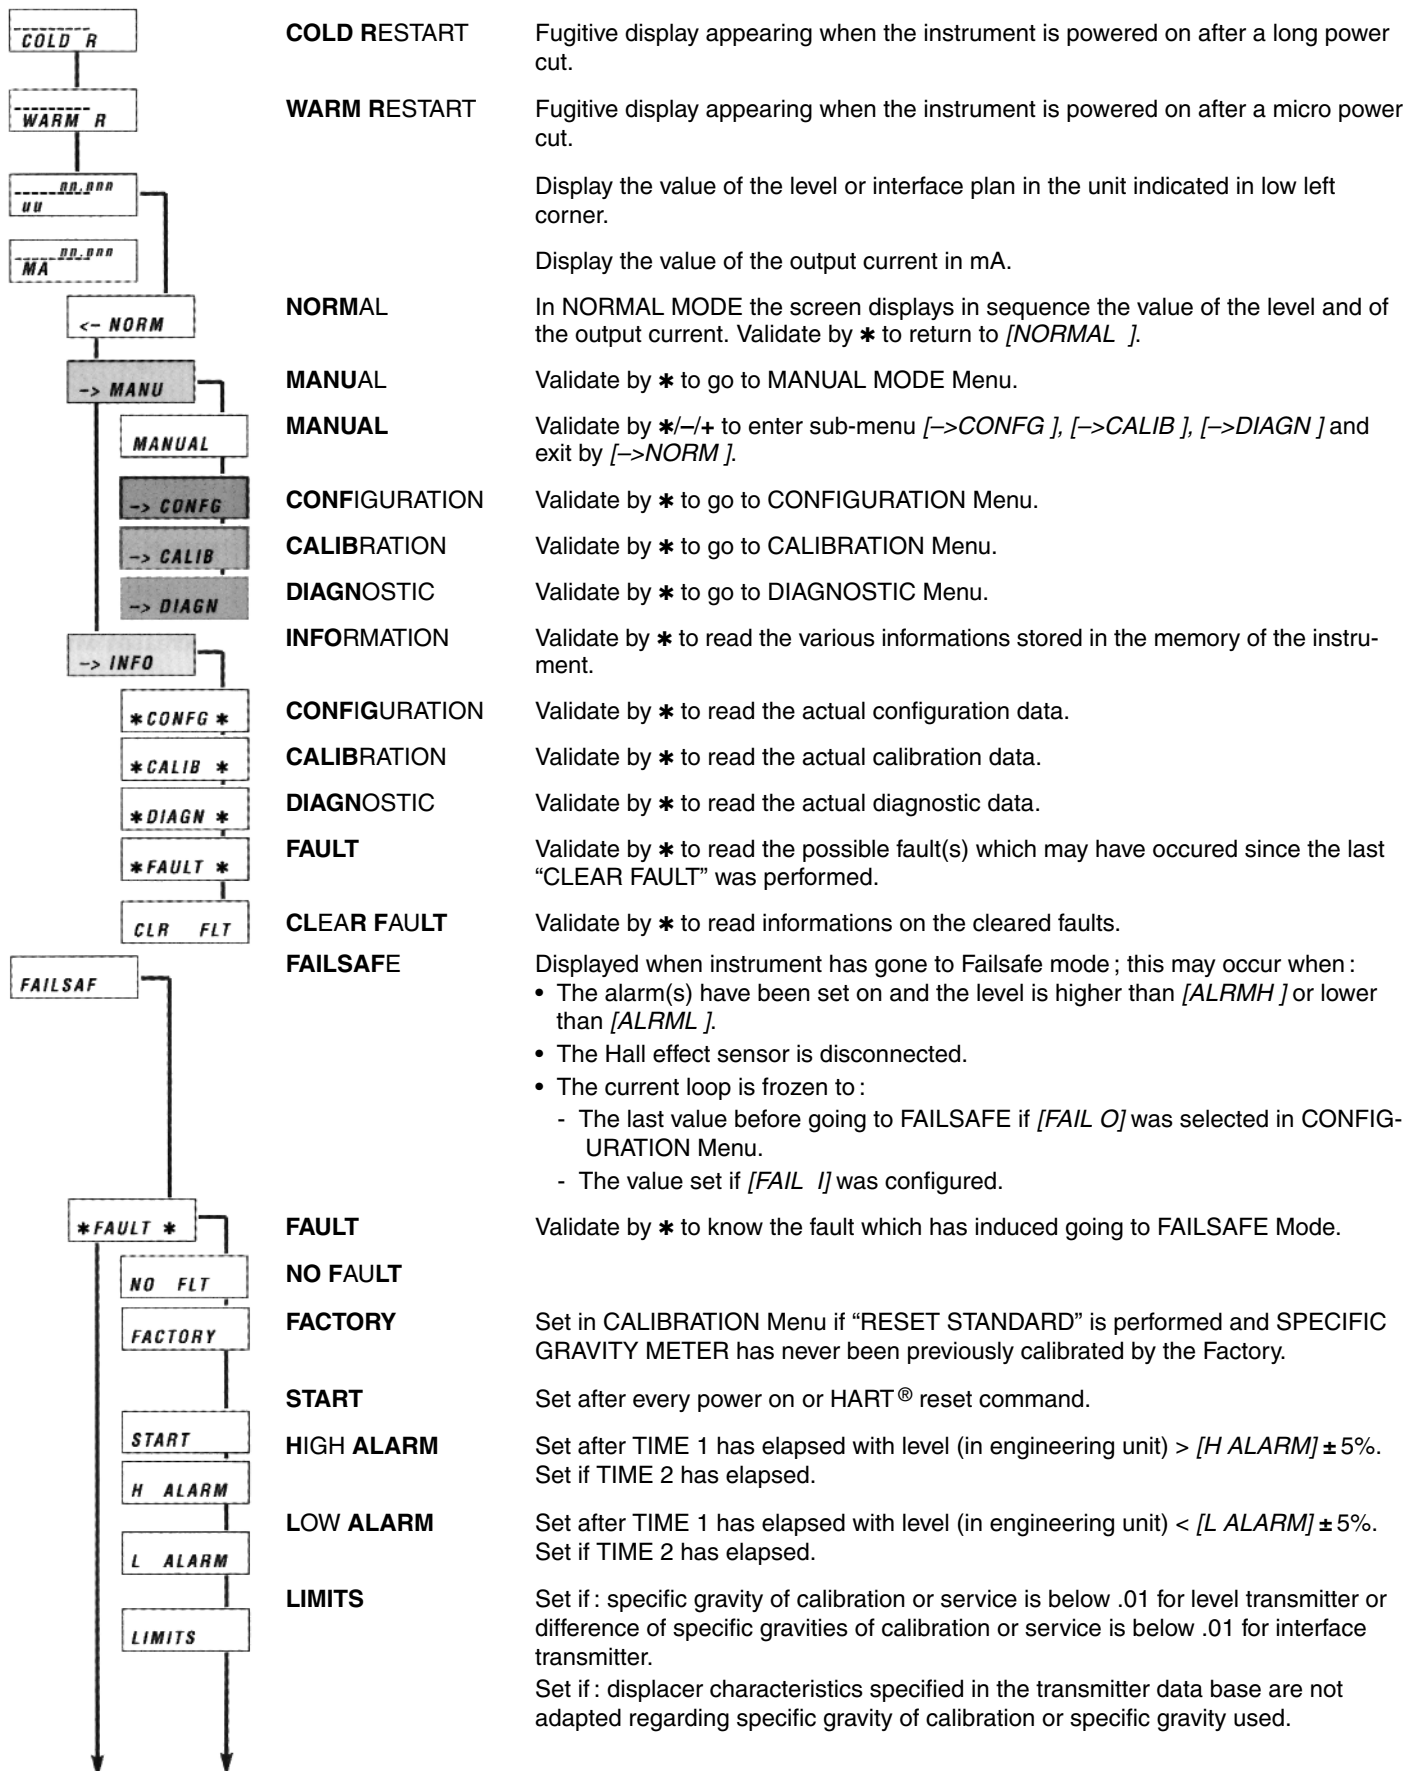 COLD R
COLD RESTART
Fugitive display appearing when the instrument is powered on after a long power
cut.
WARM R
WARM RESTART
Fugitive display appearing when the instrument is powered on after a micro power
cut.
nn.nnn
uu
Display the value of the level or interface plan in the unit indicated in low left
corner.
nn.nnn
MA
Display the value of the output current in mA.
<- NORM
NORMAL
In NORMAL MODE the screen displays in sequence the value of the level and of
the output current. Validate by ✱ to return to [NORMAL ].
-> MANU
MANUAL
Validate by ✱ to go to MANUAL MODE Menu.
MANUAL
MANUAL
Validate by ✱/–/+ to enter sub-menu [–>CONFG ], [–>CALIB ], [–>DIAGN ] and
exit by [–>NORM ].
-> CONFG
CONFIGURATION
Validate by ✱ to go to CONFIGURATION Menu.
-> CALIB
CALIBRATION
Validate by ✱ to go to CALIBRATION Menu.
-> DIAGN
DIAGNOSTIC
Validate by ✱ to go to DIAGNOSTIC Menu.
-> INFO
INFORMATION
Validate by ✱ to read the various informations stored in the memory of the instru-
ment.
✱CONFG ✱
CONFIGURATION
Validate by ✱ to read the actual configuration data.
✱CALIB ✱
CALIBRATION
Validate by ✱ to read the actual calibration data.
✱DIAGN ✱
DIAGNOSTIC
Validate by ✱ to read the actual diagnostic data.
✱FAULT ✱
FAULT
Validate by ✱ to read the possible fault(s) which may have occured since the last
“CLEAR FAULT” was performed.
CLR FLT
CLEAR FAULT
Validate by ✱ to read informations on the cleared faults.
FAILSAF
FAILSAFE
Displayed when instrument has gone to Failsafe mode ; this may occur when :
• The alarm(s) have been set on and the level is higher than [ALRMH ] or lower
than [ALRML ].
• The Hall effect sensor is disconnected.
• The current loop is frozen to :
- The last value before going to FAILSAFE if [FAIL O] was selected in CONFIG-
URATION Menu.
- The value set if [FAIL I] was configured.
✱FAULT ✱
FAULT
Validate by ✱ to know the fault which has induced going to FAILSAFE Mode.
NO FLT
NO FAULT
FACTORY
FACTORY
Set in CALIBRATION Menu if “RESET STANDARD” is performed and SPECIFIC
GRAVITY METER has never been previously calibrated by the Factory.
START
START
Set after every power on or HART® reset command.
H ALARM
HIGH ALARM
Set after TIME 1 has elapsed with level (in engineering unit) > [H ALARM] ± 5%.
Set if TIME 2 has elapsed.
L ALARM
LOW ALARM
Set after TIME 1 has elapsed with level (in engineering unit) < [L ALARM] ± 5%.
Set if TIME 2 has elapsed.
LIMITS
LIMITS
Set if : specific gravity of calibration or service is below .01 for level transmitter or
difference of specific gravities of calibration or service is below .01 for interface
transmitter.
Set if : displacer characteristics specified in the transmitter data base are not
adapted regarding specific gravity of calibration or specific gravity used.